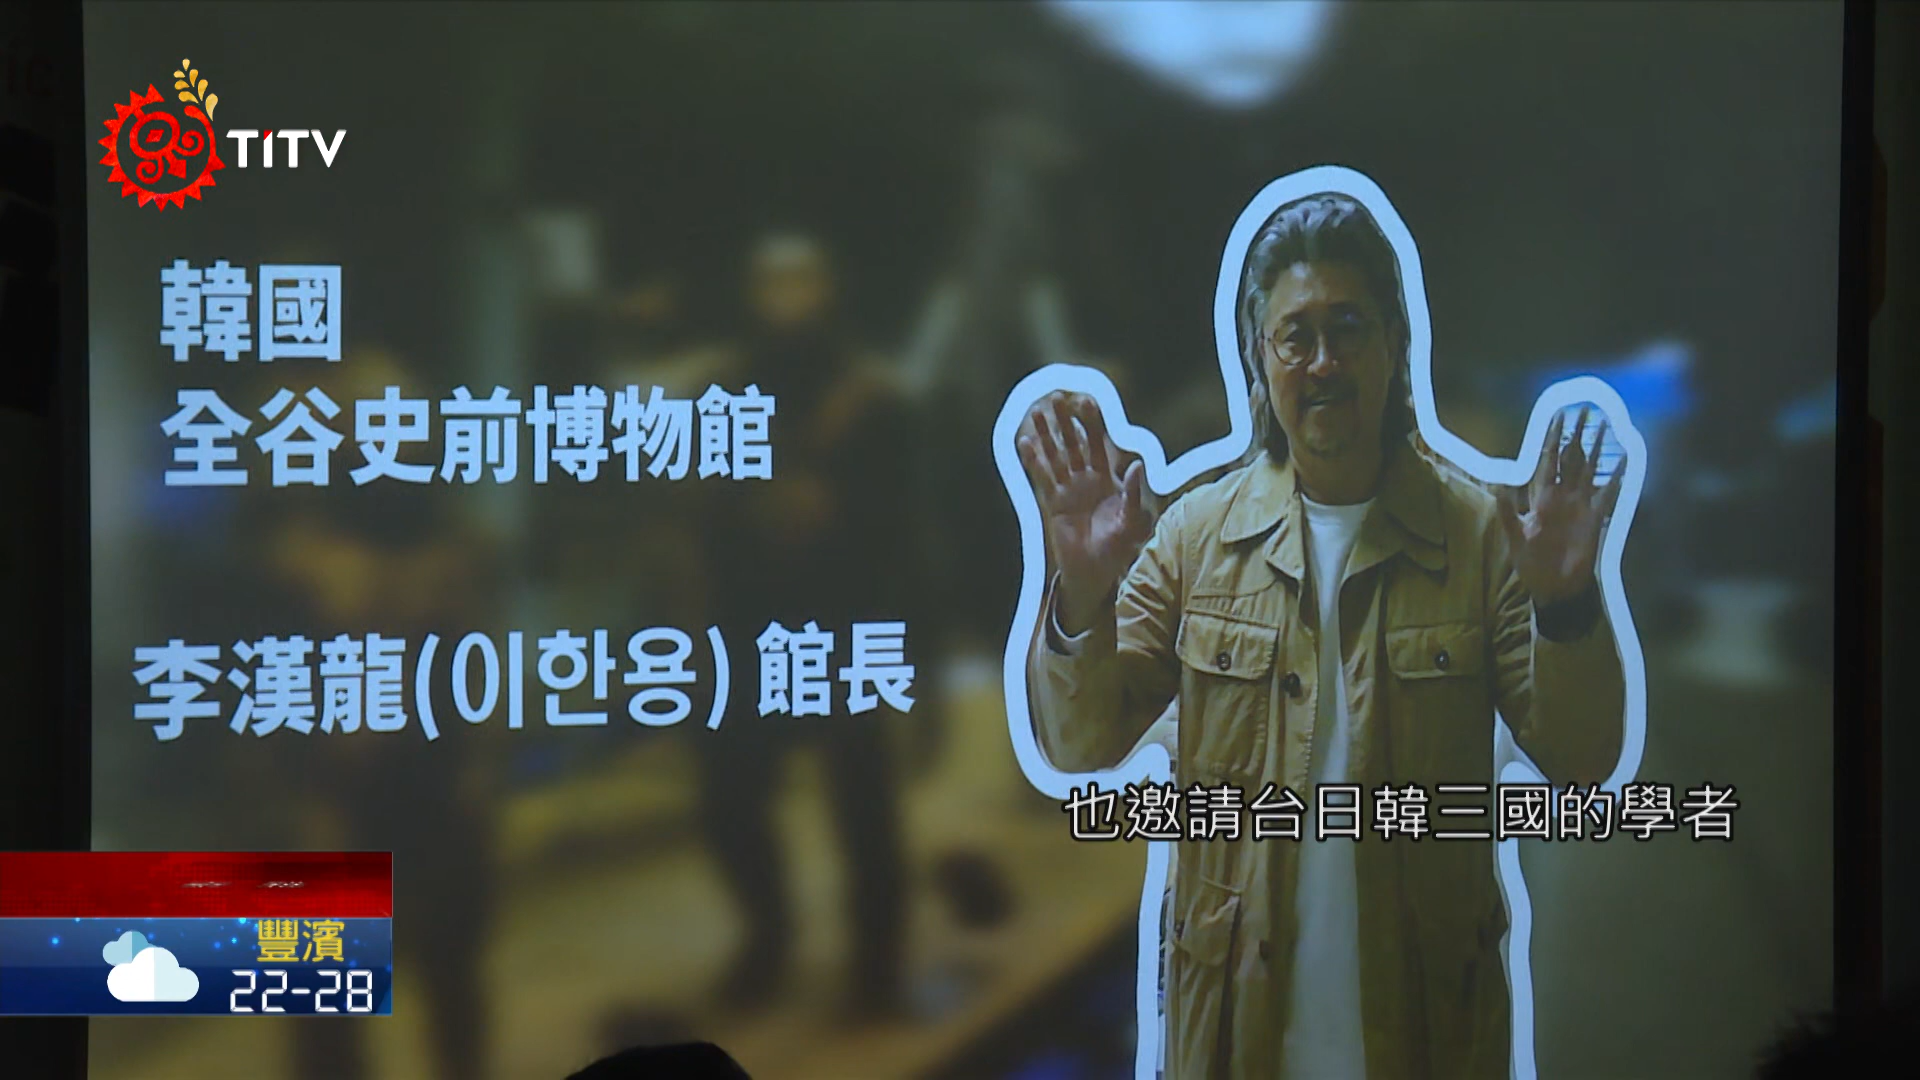 TITV
韓國
全谷史前博物館
李漢龍(이한용)館長
也邀請台日韓三國的學者
豐濱
22-28